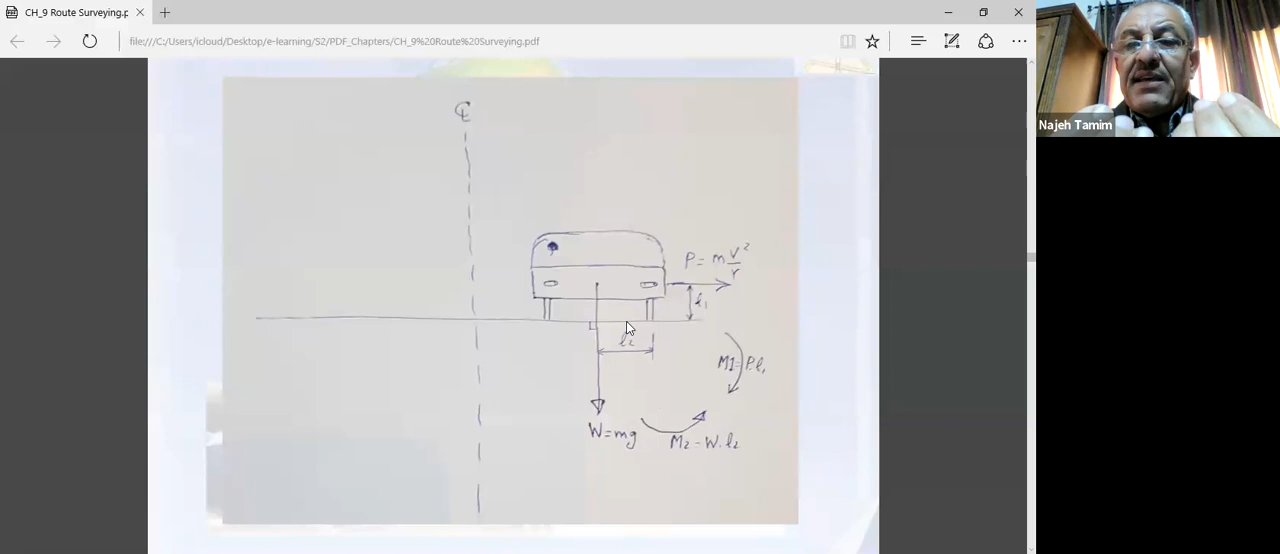 CH_9 Route Surveying.p
file:///C:/Users/icloud/Desktop/e-learning/S2/PDF_Chapters/CH_9%20Route%20Surveying.pdf
Najeh Tamim
℄
P = m V²/r
l₁
l₂
M1 = P.l₁
W = mg
M₂ = W.l₂